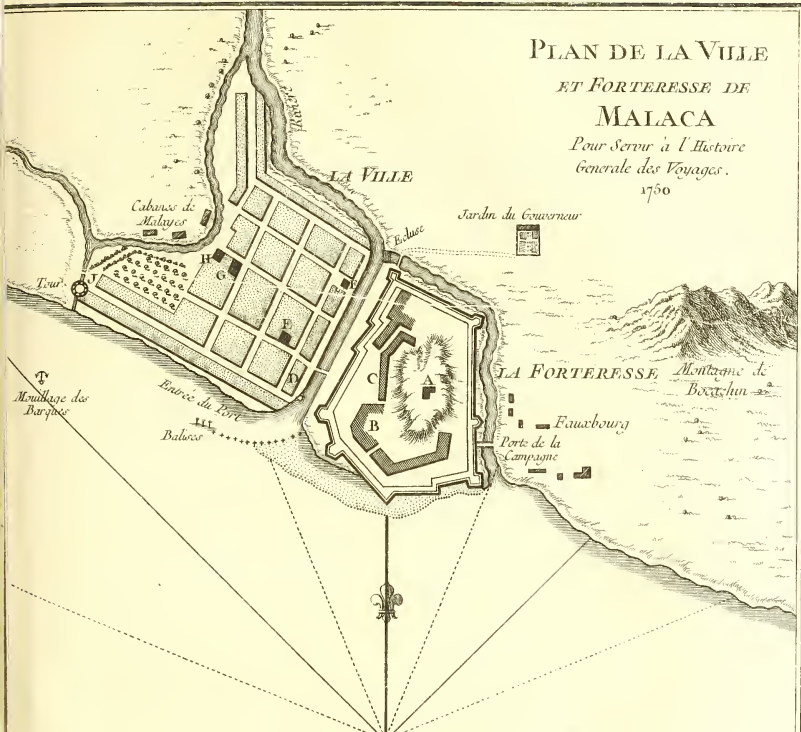 PLAN DE LA VILLE
ET FORTERESSE DE
MALACA
Pour Servir à l'Histoire
Generale des Voyages.
1750
LA VILLE
Cabanes de
Malayes
Jardin du Gouverneur
Ecluse
H
G
F
Tour
J
E
D
C
A
B
LA FORTERESSE
Montagne de
Mouillage des
Barques
Entrée du Port
Balises
Fauxbourg
Porte de la
Campagne